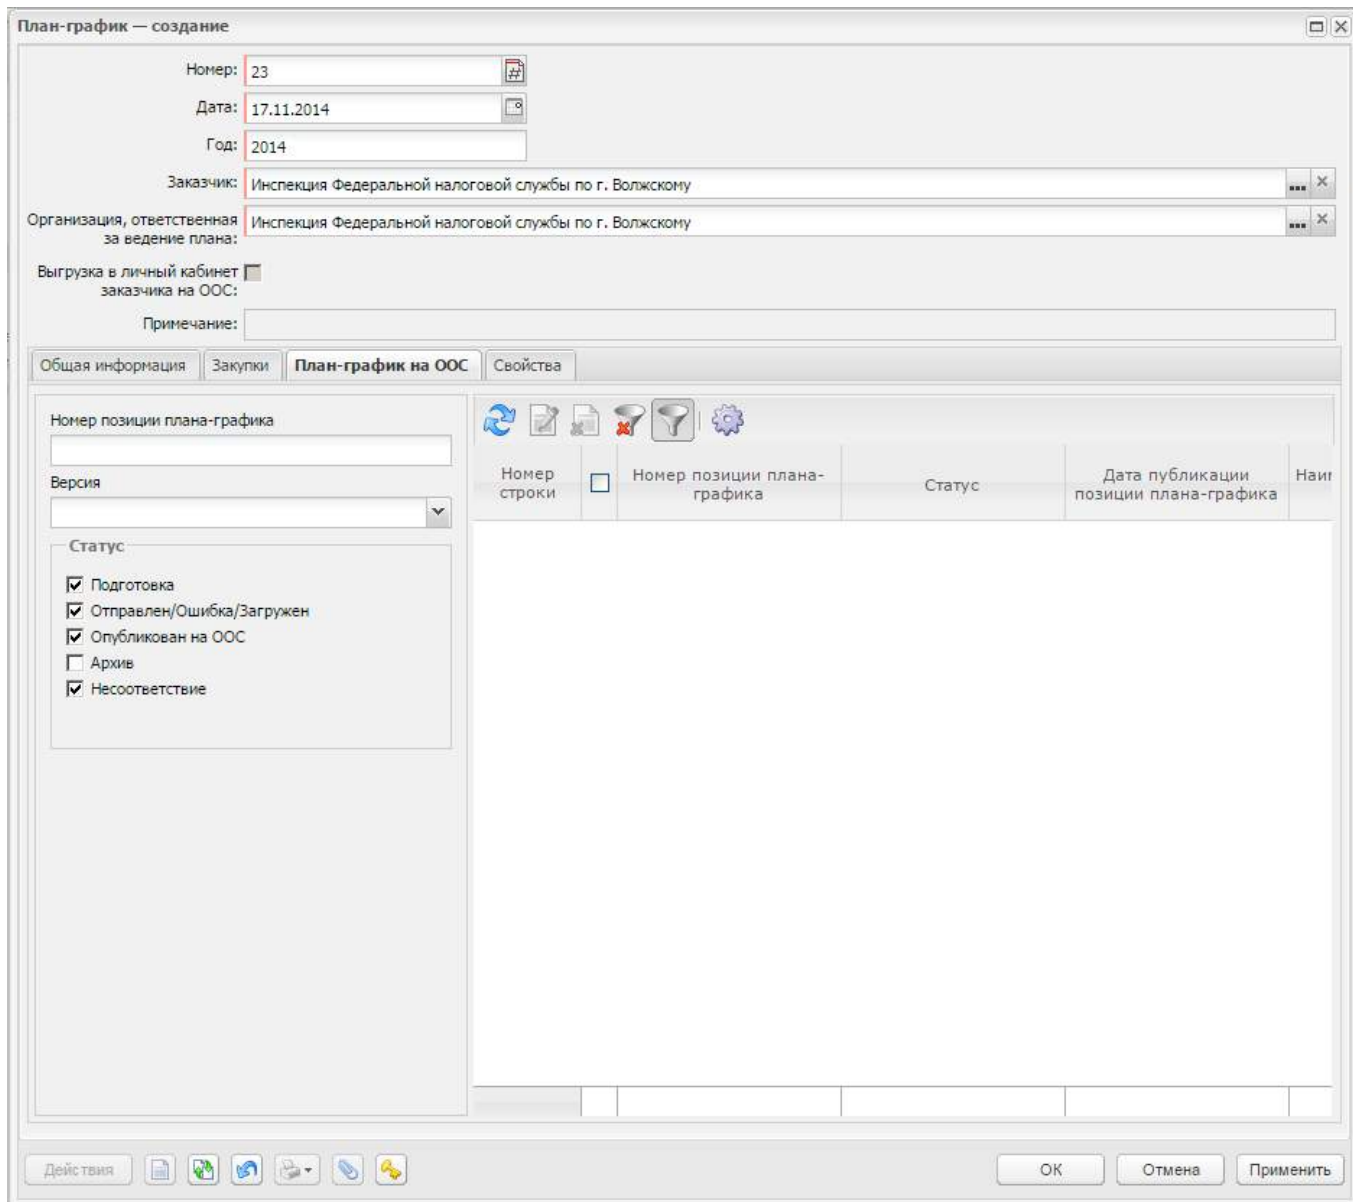 План-график — создание
Номер: 23
Дата: 17.11.2014
Год: 2014
Заказчик: Инспекция Федеральной налоговой службы по г. Волжскому
Организация, ответственная
за ведение плана:
Инспекция Федеральной налоговой службы по г. Волжскому
Выгрузка в личный кабинет
заказчика на ООС:
Примечание:
Общая информация Закупки План-график на ООС Свойства
Номер позиции плана-графика
Версия
Статус
Подготовка
Отправлен/Ошибка/Загружен
Опубликован на ООС
Архив
Несоответствие
Номер
строки
Номер позиции плана-
графика
Статус
Дата публикации
позиции плана-графика
Наим
Действия ОК Отмена Применить